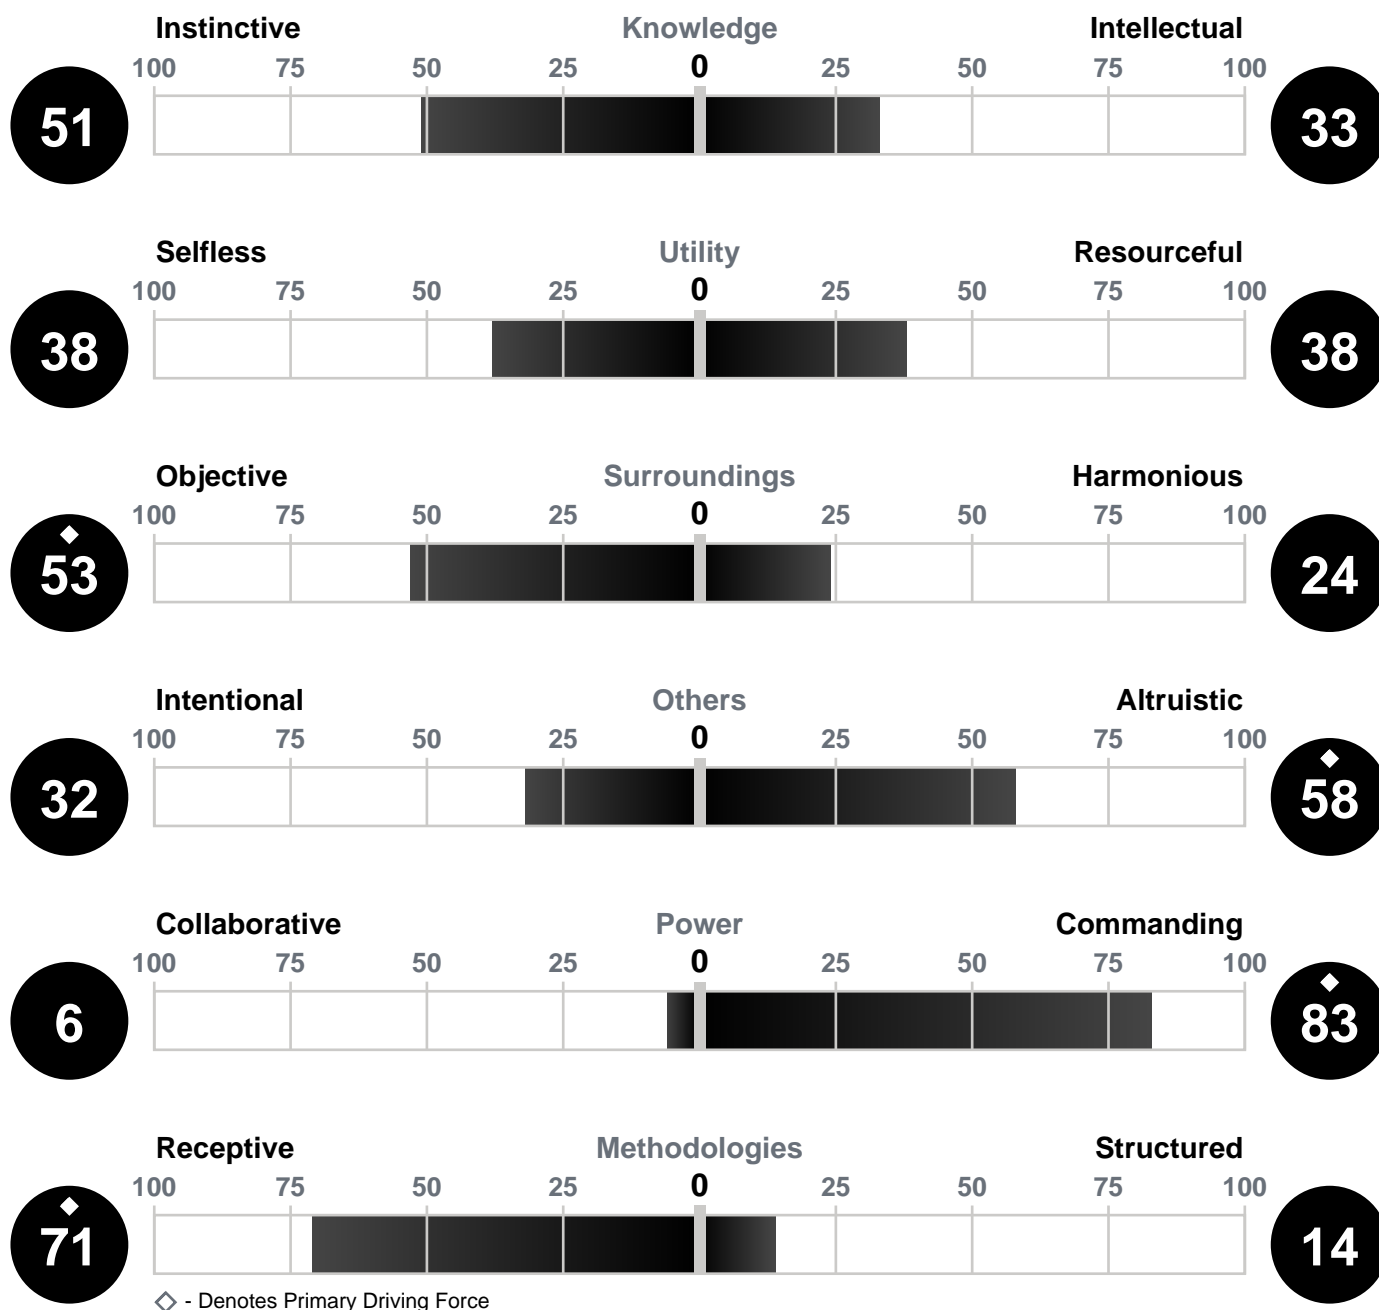 Instinctive Knowledge Intellectual
100 75 50 25 0 25 50 75 100
51 33
Selfless Utility Resourceful
100 75 50 25 0 25 50 75 100
38 38
Objective Surroundings Harmonious
100 75 50 25 0 25 50 75 100
53 24
Intentional Others Altruistic
100 75 50 25 0 25 50 75 100
32 58
Collaborative Power Commanding
100 75 50 25 0 25 50 75 100
6 83
Receptive Methodologies Structured
100 75 50 25 0 25 50 75 100
71 14
- Denotes Primary Driving Force